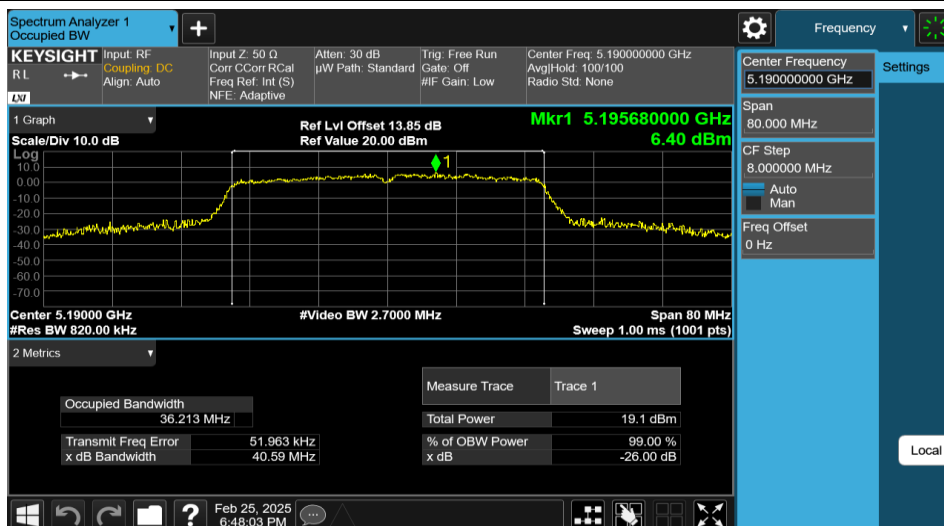 Spectrum Analyzer 1
Occupied BW
+
Frequency
KEYSIGHT
RL
LXI
Input: RF
Coupling: DC
Align: Auto
Input Z: 50 Ω
Corr CCorr RCal
Freq Ref: Int (S)
NFE: Adaptive
Atten: 30 dB
µW Path: Standard
Trig: Free Run
Gate: Off
#IF Gain: Low
Center Freq: 5.190000000 GHz
Avg|Hold: 100/100
Radio Std: None
Center Frequency
5.190000000 GHz
Settings
Span
80.000 MHz
CF Step
8.000000 MHz
Auto
Man
Freq Offset
0 Hz
Local
1 Graph
Scale/Div 10.0 dB
Ref Lvl Offset 13.85 dB
Ref Value 20.00 dBm
Mkr1 5.195680000 GHz
6.40 dBm
Log
1
10.0
0.00
-10.0
-20.0
-30.0
-40.0
-50.0
-60.0
-70.0
Center 5.19000 GHz
#Res BW 820.00 kHz
#Video BW 2.7000 MHz
Span 80 MHz
Sweep 1.00 ms (1001 pts)
2 Metrics
Measure Trace Trace 1
Occupied Bandwidth
36.213 MHz
Total Power 19.1 dBm
Transmit Freq Error 51.963 kHz
% of OBW Power 99.00 %
x dB Bandwidth 40.59 MHz
x dB -26.00 dB
?
Feb 25, 2025
6:48:03 PM